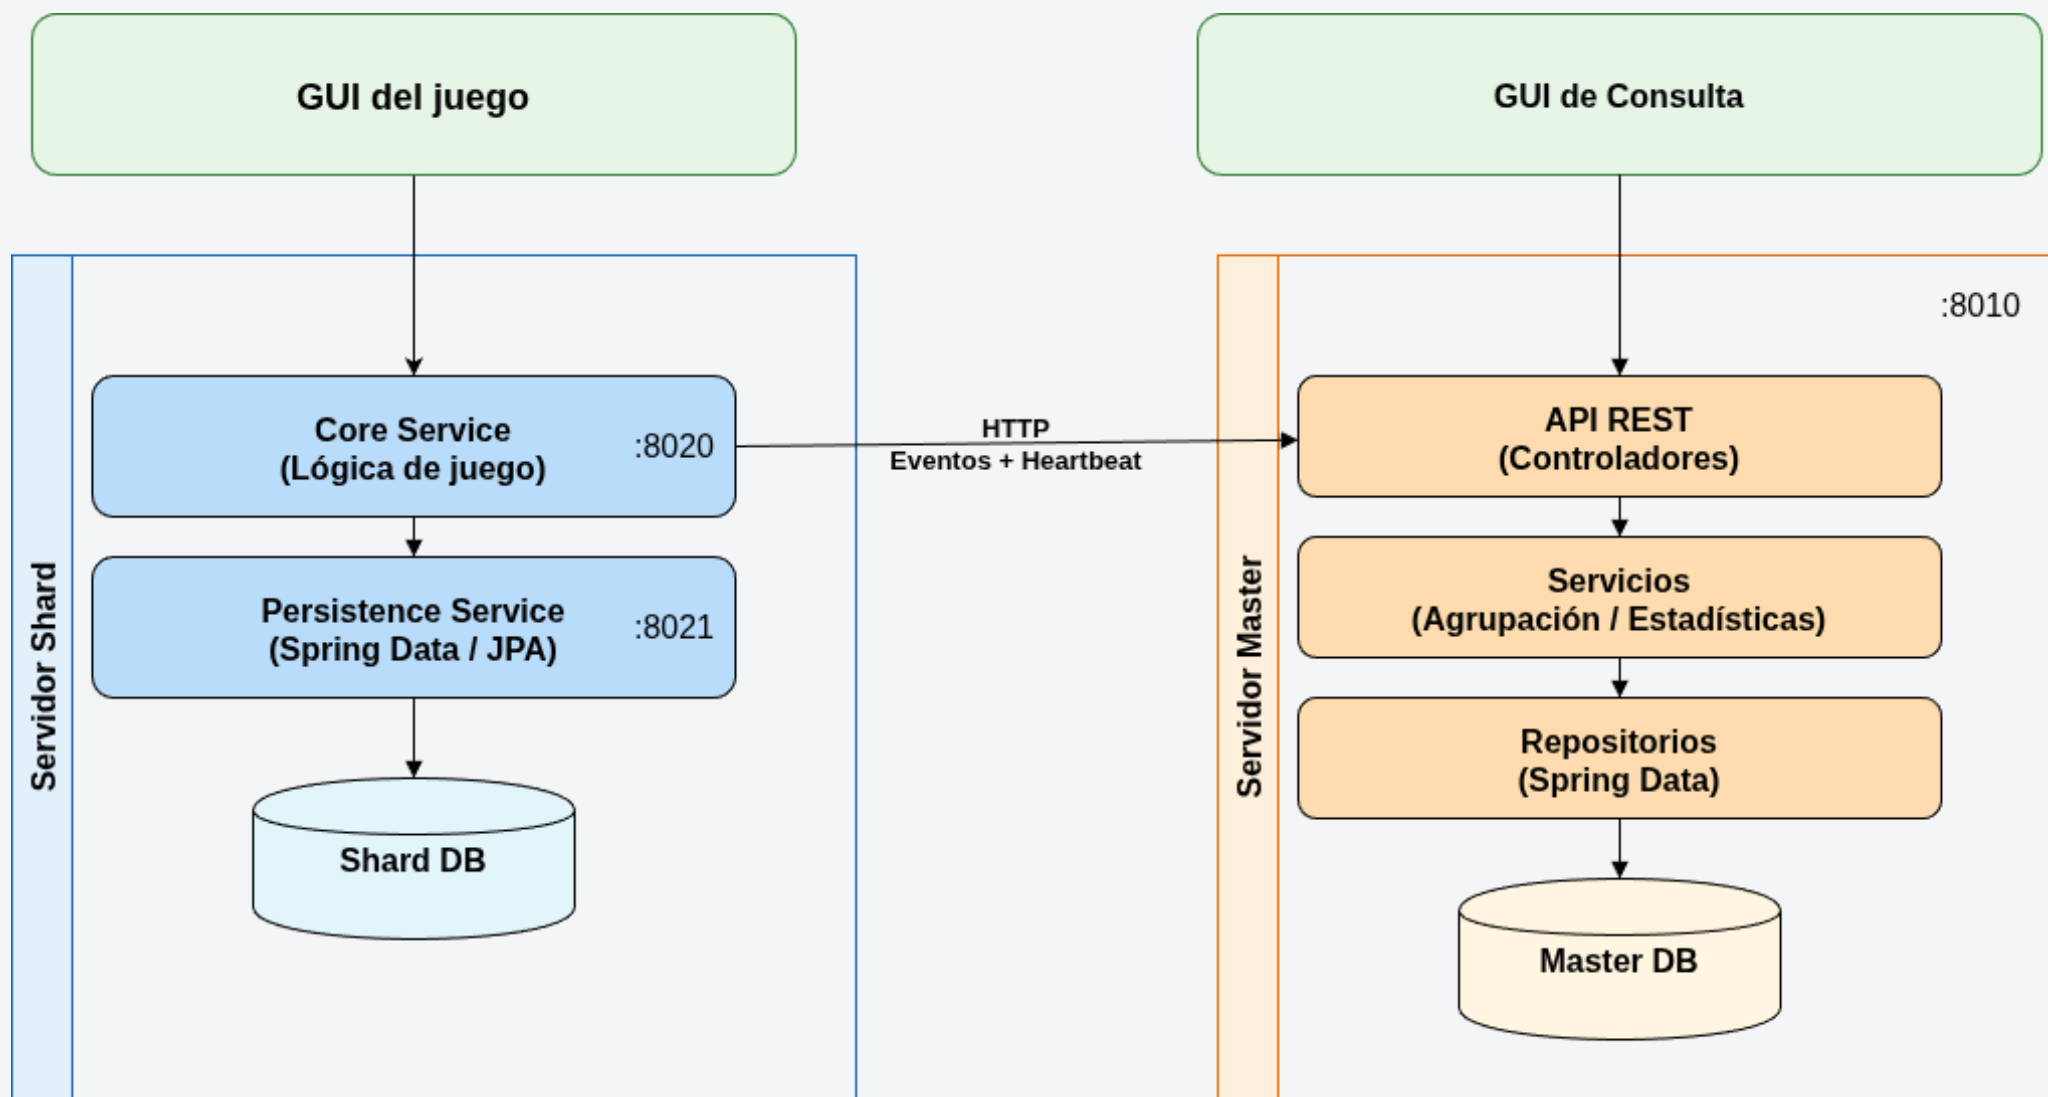 GUI del juego
GUI de Consulta
:8010
Servidor Shard
Core Service
(Lógica de juego)
:8020
Persistence Service
(Spring Data / JPA)
:8021
Shard DB
HTTP
Eventos + Heartbeat
Servidor Master
API REST
(Controladores)
Servicios
(Agrupación / Estadísticas)
Repositorios
(Spring Data)
Master DB